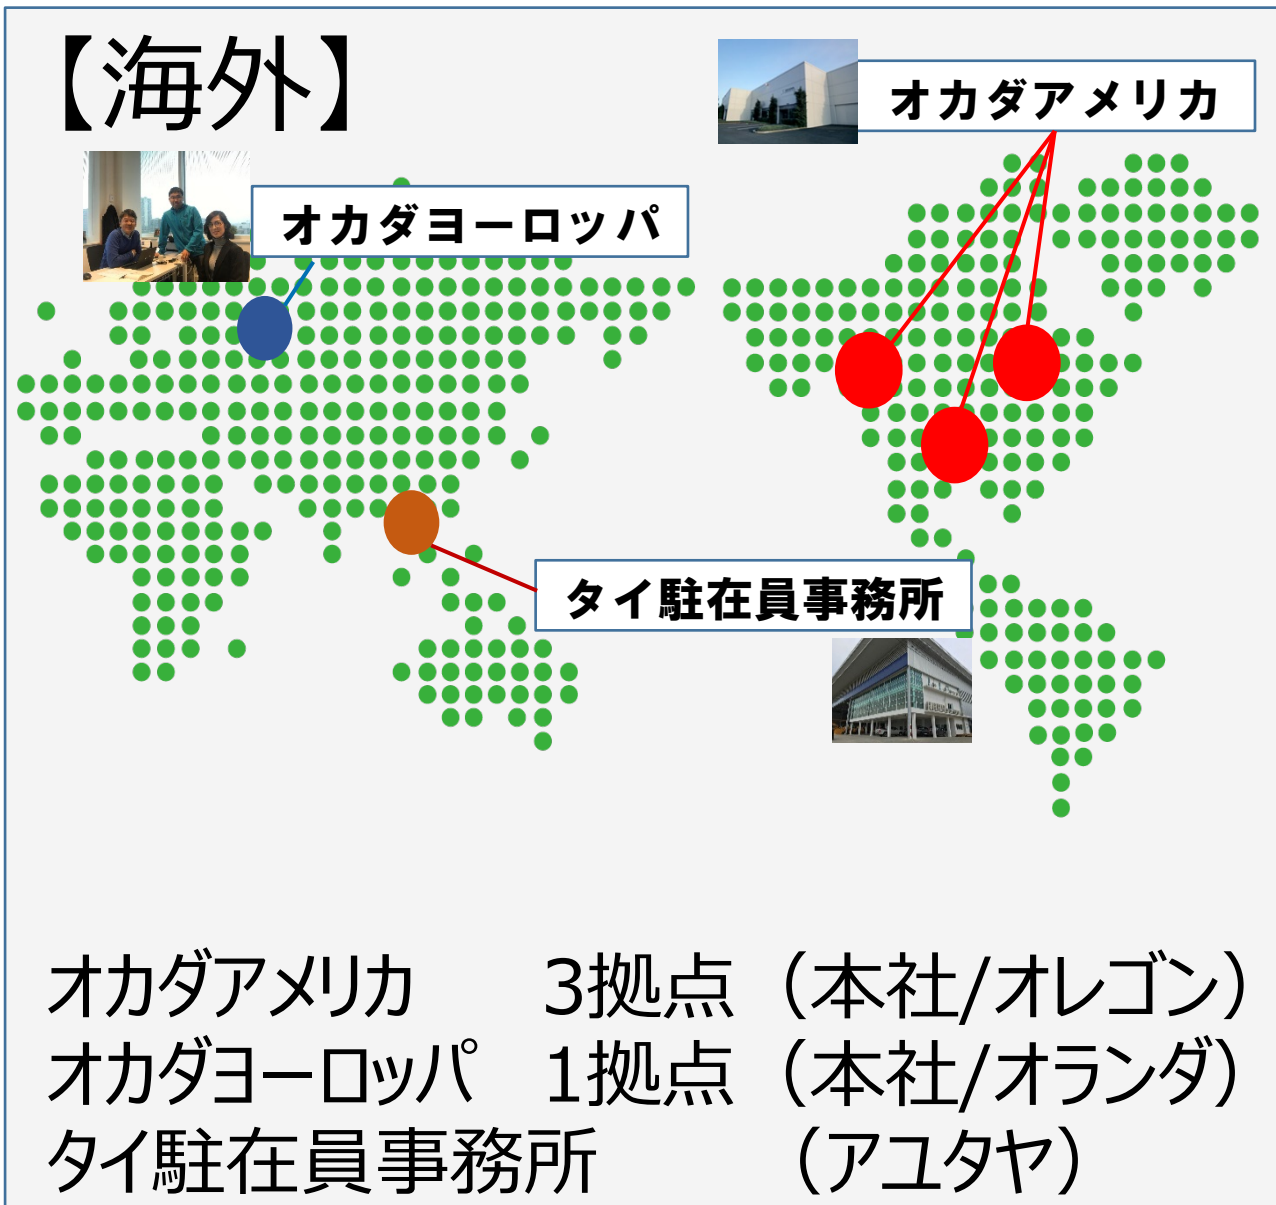 【海外】
オカダアメリカ
オカダヨーロッパ
タイ駐在員事務所
オカダアメリカ 3拠点（本社/オレゴン）
オカダヨーロッパ 1拠点（本社/オランダ）
タイ駐在員事務所 （アユタヤ）